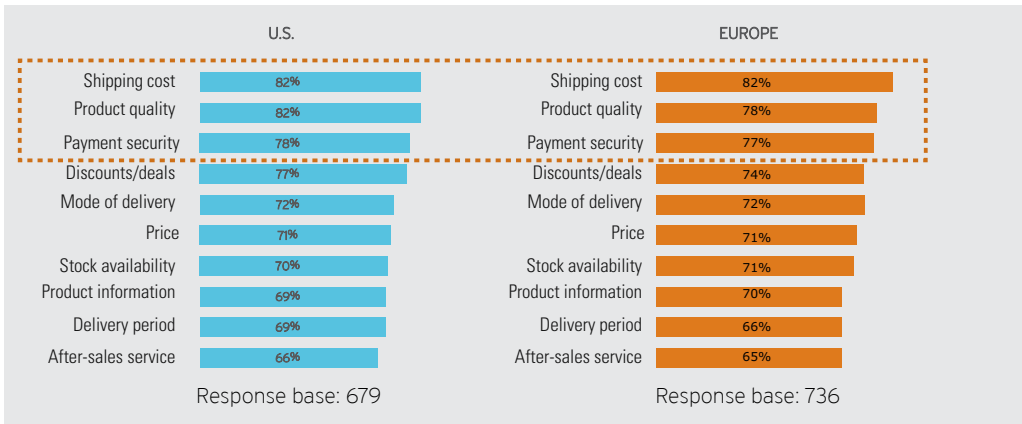 U.S. EUROPE
Shipping cost 82% Shipping cost 82%
Product quality 82% Product quality 78%
Payment security 78% Payment security 77%
Discounts/deals 77% Discounts/deals 74%
Mode of delivery 72% Mode of delivery 72%
Price 71% Price 71%
Stock availability 70% Stock availability 71%
Product information 69% Product information 70%
Delivery period 69% Delivery period 66%
After-sales service 66% After-sales service 65%
Response base: 679 Response base: 736